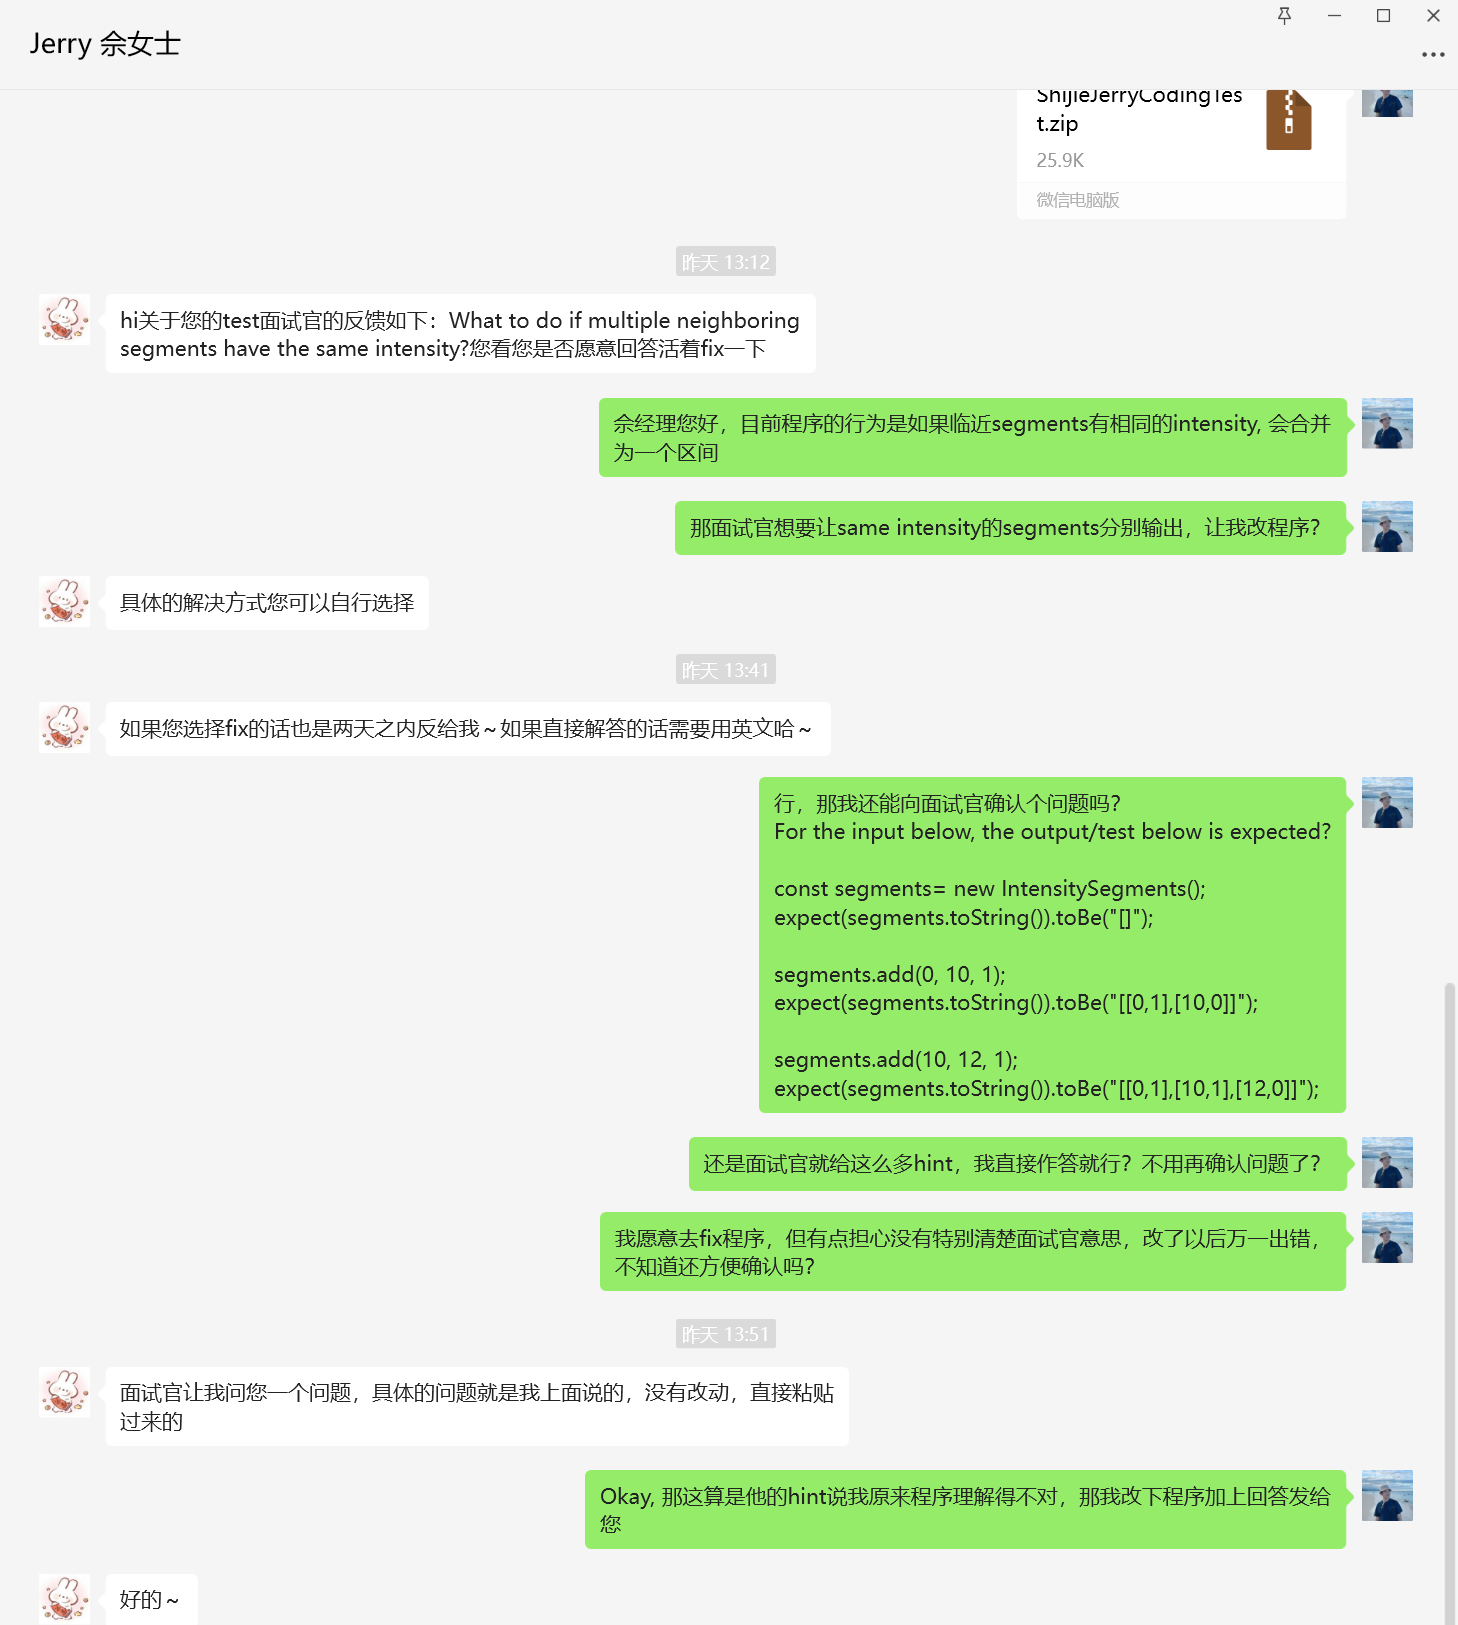 Jerry 佘女士
ShiJieJerryCodingTes
t.zip
25.9K
微信电脑版
昨天 13:12
hi关于您的test面试官的反馈如下：What to do if multiple neighboring
segments have the same intensity?您看您是否愿意回答活着fix一下
佘经理您好，目前程序的行为是如果临近segments有相同的intensity, 会合并
为一个区间
那面试官想要让same intensity的segments分别输出，让我改程序？
具体的解决方式您可以自行选择
昨天 13:41
如果您选择fix的话也是两天之内反给我～如果直接解答的话需要用英文哈～
行，那我还能向面试官确认个问题吗？
For the input below, the output/test below is expected?
const segments= new IntensitySegments();
expect(segments.toString()).toBe("[]");
segments.add(0, 10, 1);
expect(segments.toString()).toBe("[[0,1],[10,0]]");
segments.add(10, 12, 1);
expect(segments.toString()).toBe("[[0,1],[10,1],[12,0]]");
还是面试官就给这么多hint，我直接作答就行？不用再确认问题了？
我愿意去fix程序，但有点担心没有特别清楚面试官意思，改了以后万一出错，
不知道还方便确认吗？
昨天 13:51
面试官让我问您一个问题，具体的问题就是我上面说的，没有改动，直接粘贴
过来的
Okay, 那这算是他的hint说我原来程序理解得不对，那我改下程序加上回答发给
您
好的～